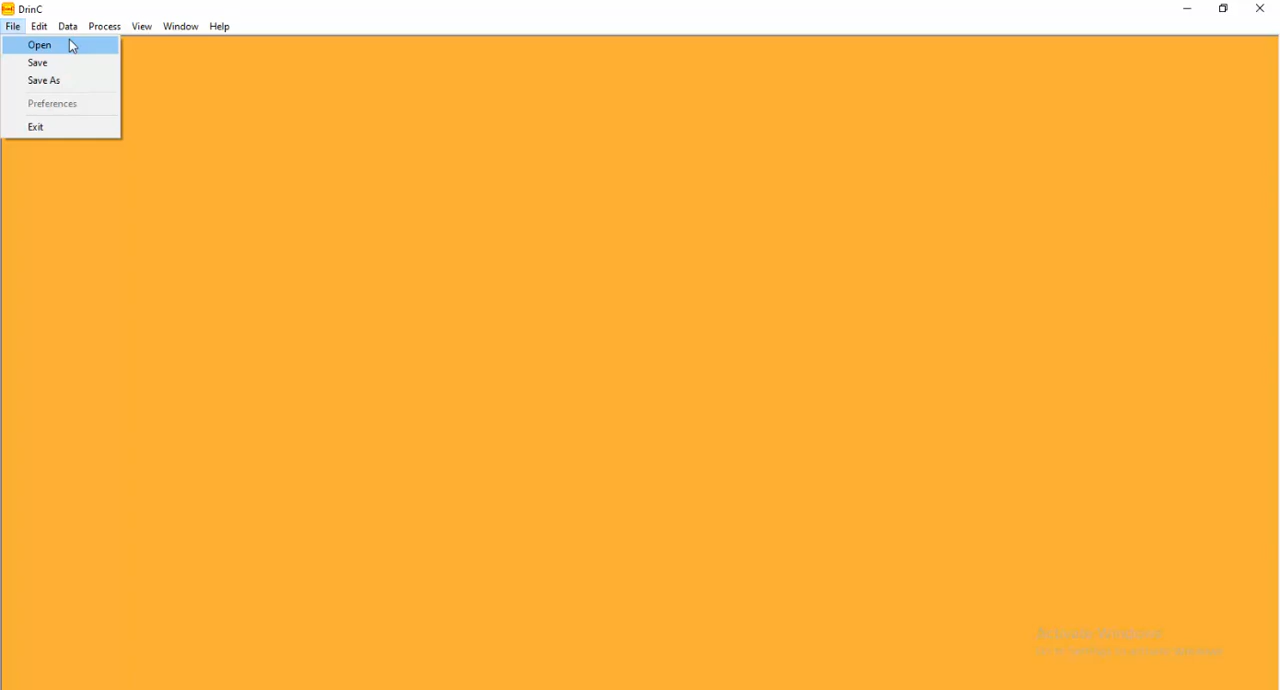 DrinC
File Edit Data Process View Window Help
Open
Save
Save As
Preferences
Exit